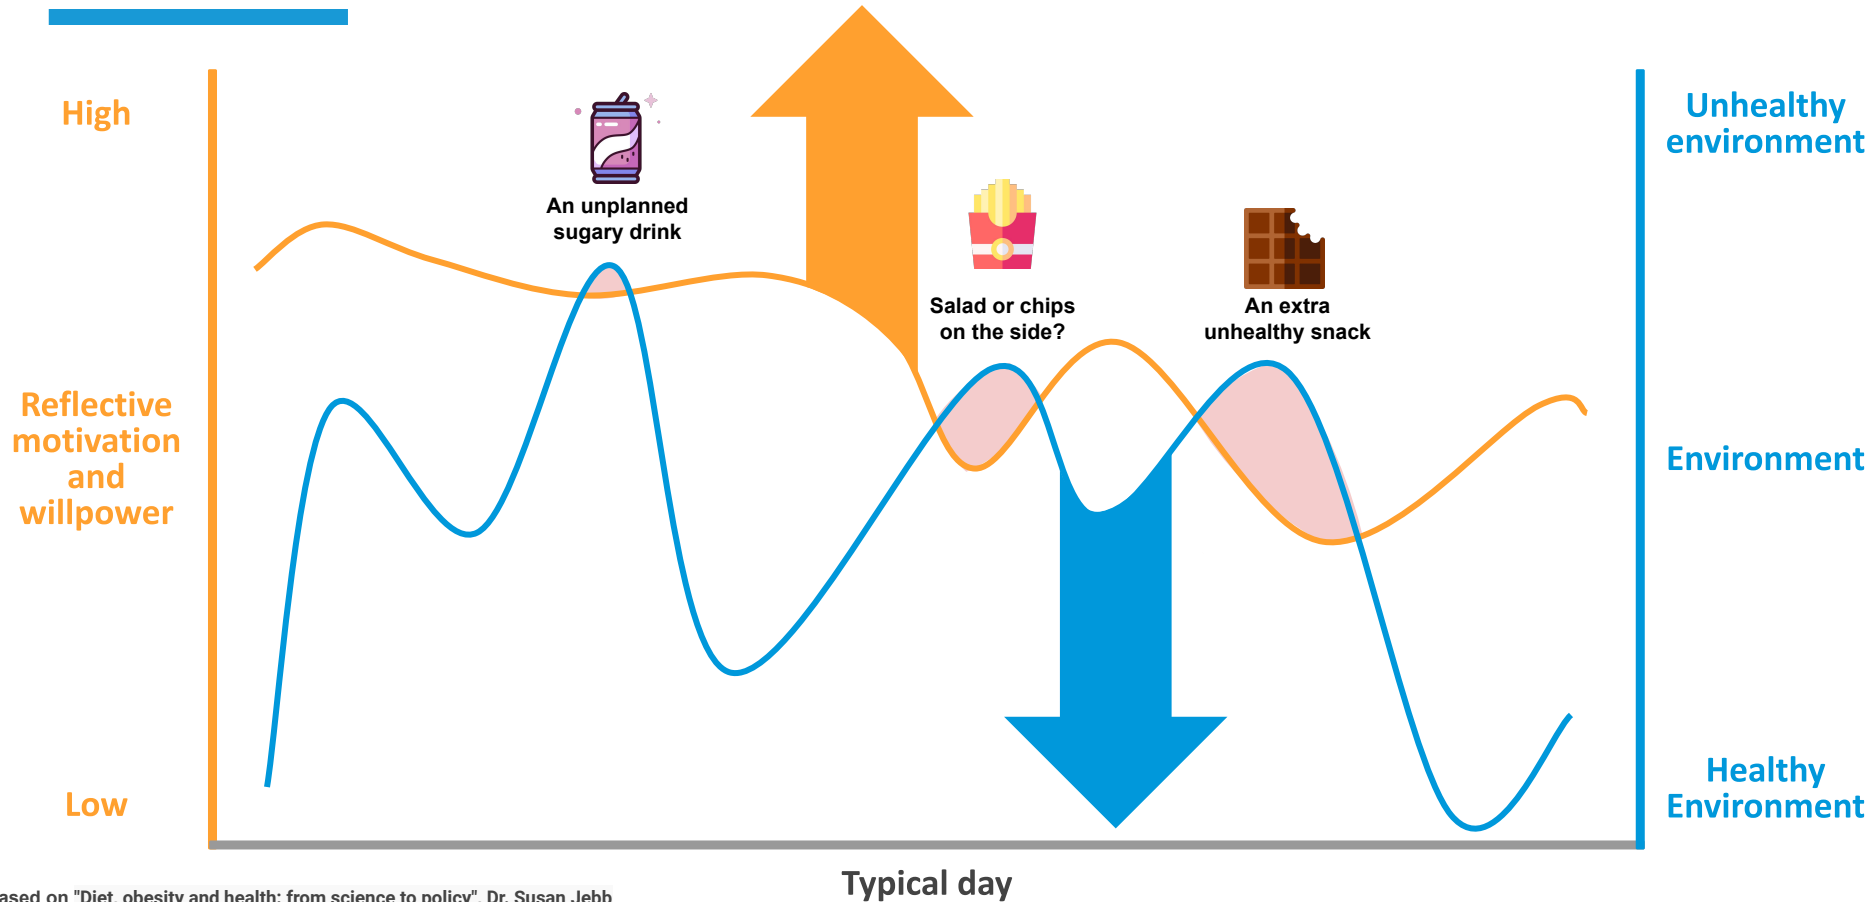 High
Reflective
motivation
and
willpower
Low
An unplanned
sugary drink
Salad or chips
on the side?
An extra
unhealthy snack
Unhealthy
environment
Environment
Healthy
Environment
Typical day
ased on "Diet, obesity and health: from science to policy", Dr. Susan Jebb